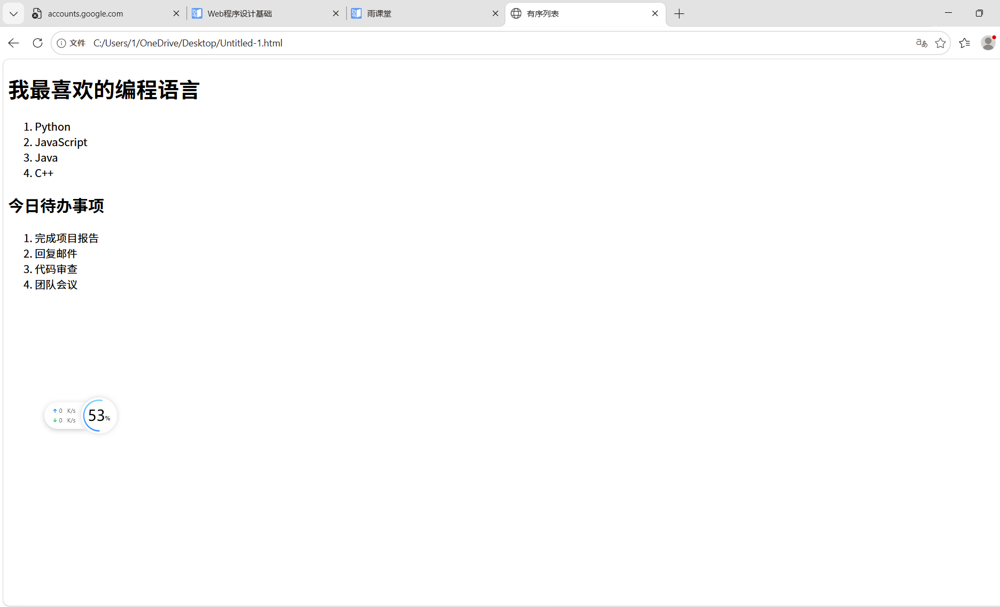 accounts.google.com
Web程序设计基础
雨课堂
有序列表
文件 C:/Users/1/OneDrive/Desktop/Untitled-1.html
aあ
我最喜欢的编程语言
1. Python
2. JavaScript
3. Java
4. C++
今日待办事项
1. 完成项目报告
2. 回复邮件
3. 代码审查
4. 团队会议
↑ 0 K/s
↓ 0 K/s
53%